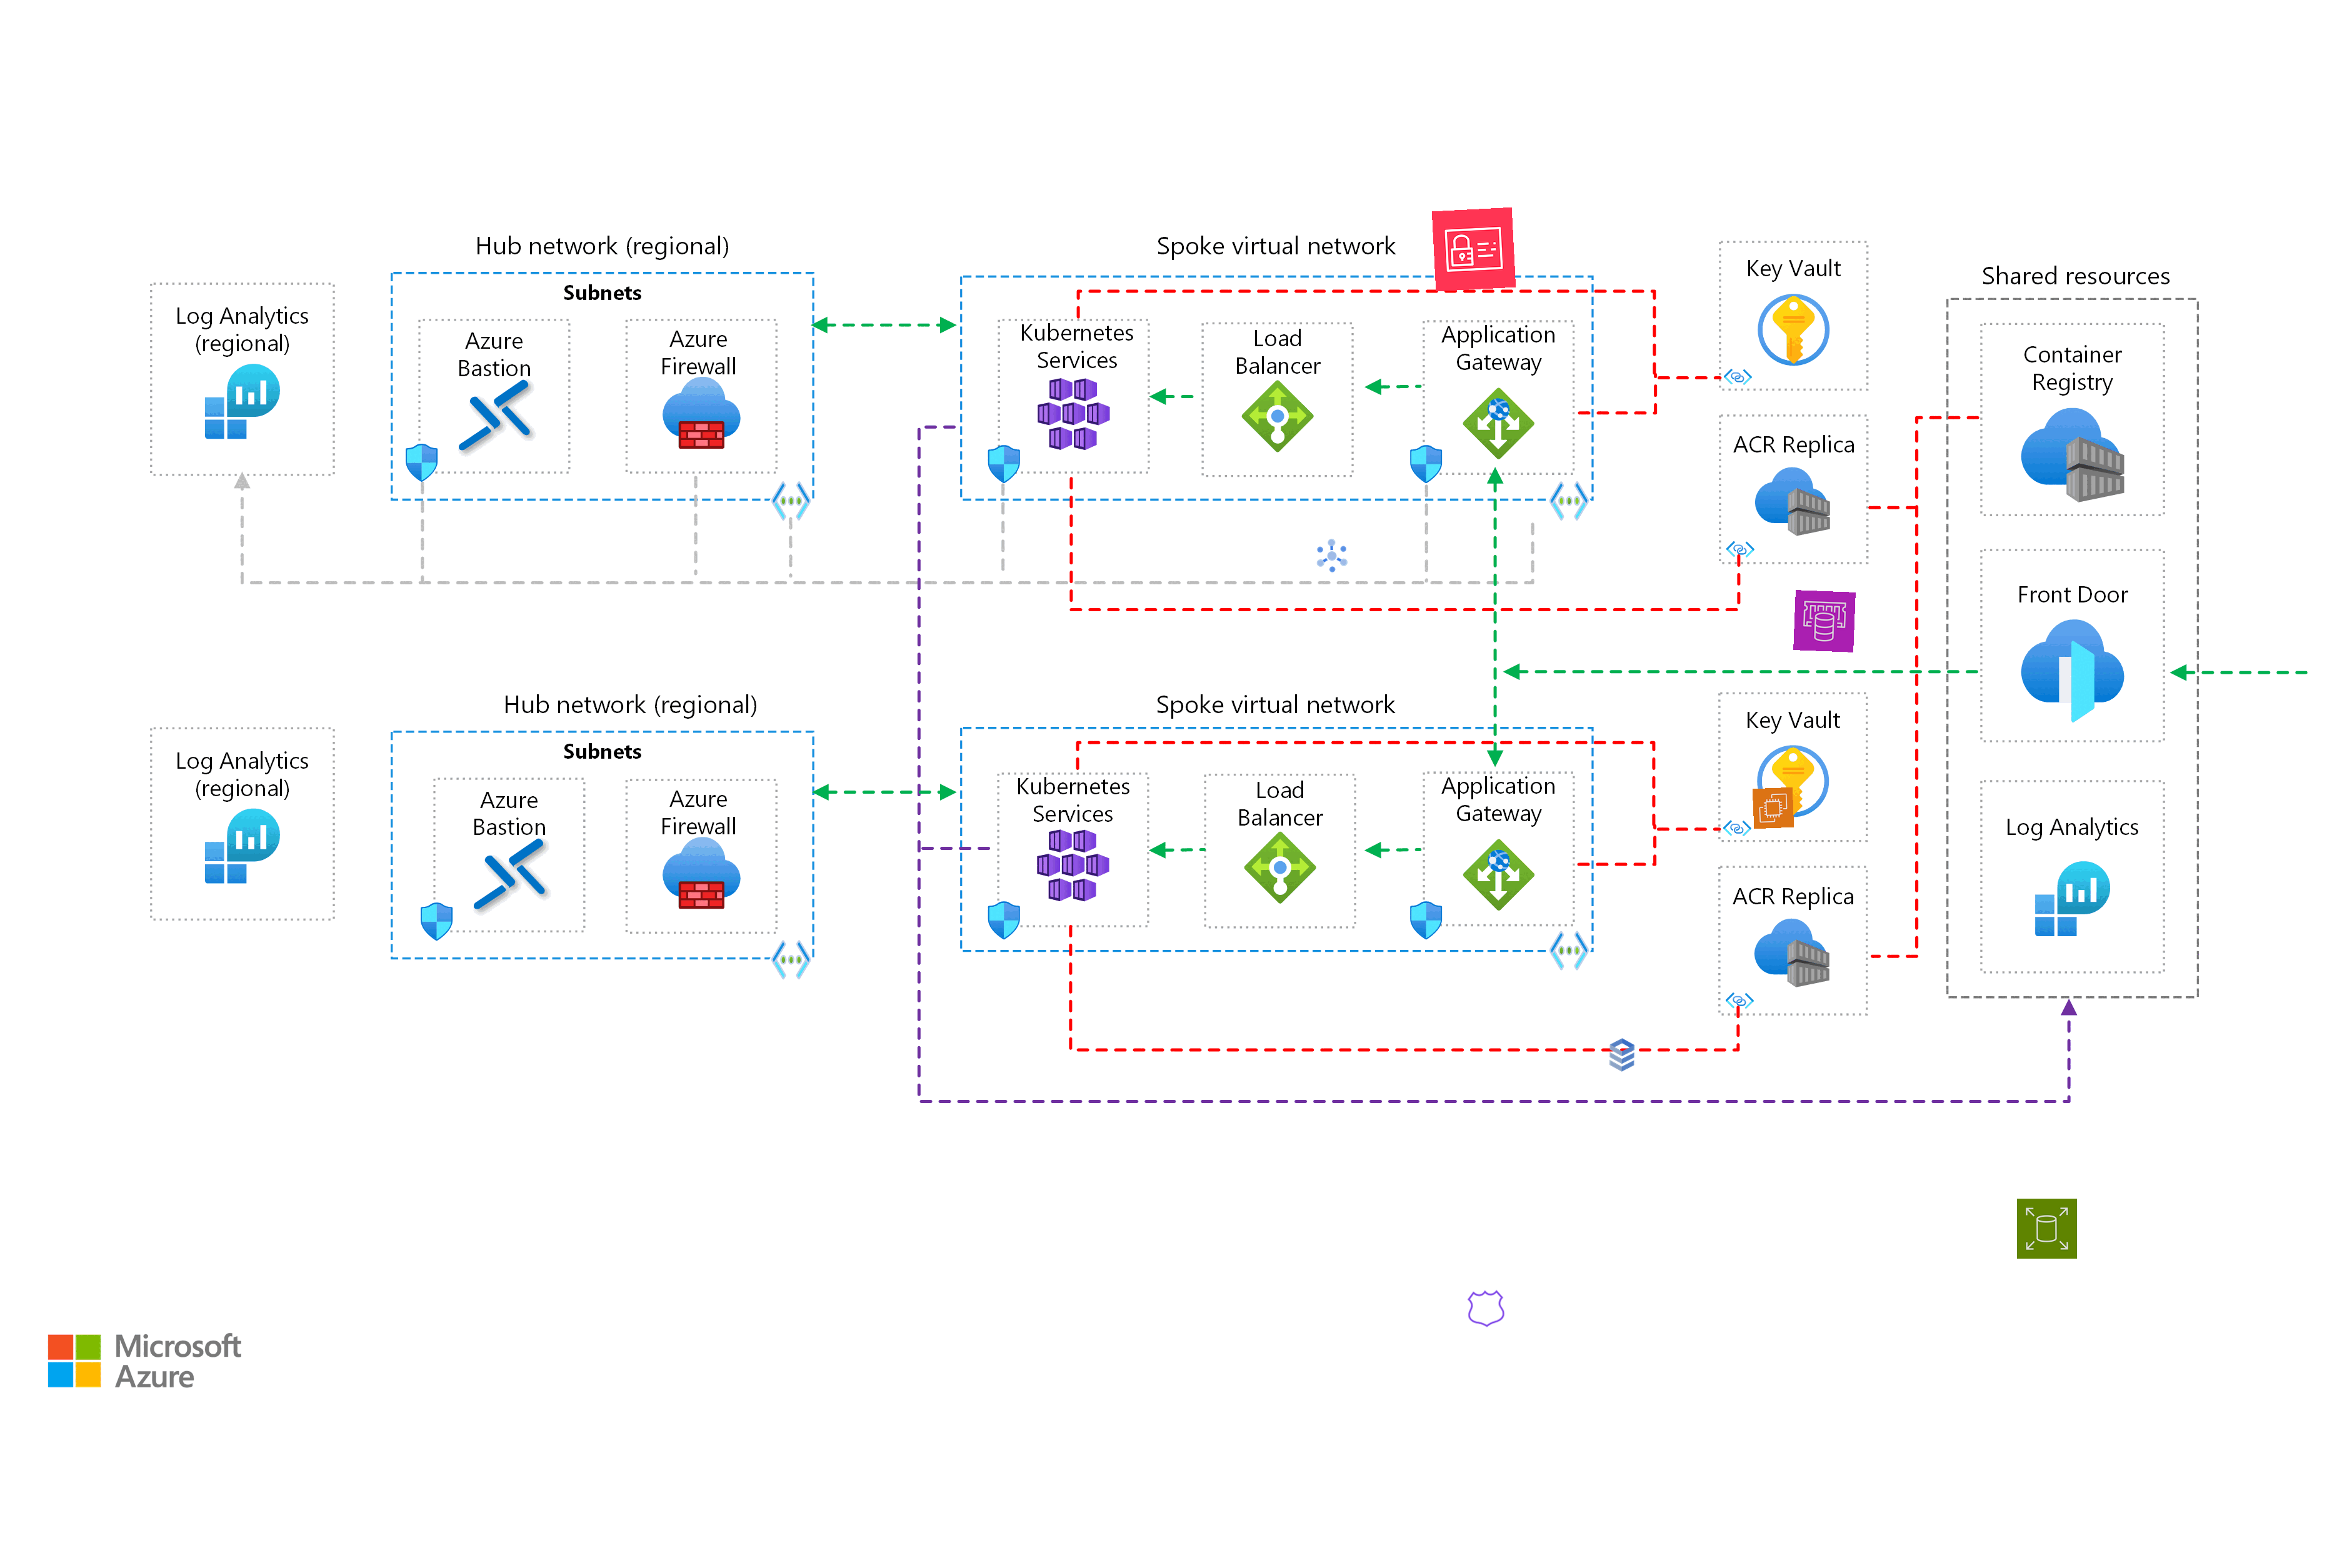 Hub network (regional)
Spoke virtual network
Key Vault
Shared resources
Log Analytics
(regional)
Subnets
Azure
Bastion
Azure
Firewall
Kubernetes
Services
Load
Balancer
Application
Gateway
Container
Registry
ACR Replica
Front Door
Hub network (regional)
Spoke virtual network
Key Vault
Log Analytics
(regional)
Subnets
Azure
Bastion
Azure
Firewall
Kubernetes
Services
Load
Balancer
Application
Gateway
Log Analytics
ACR Replica
Microsoft
Azure